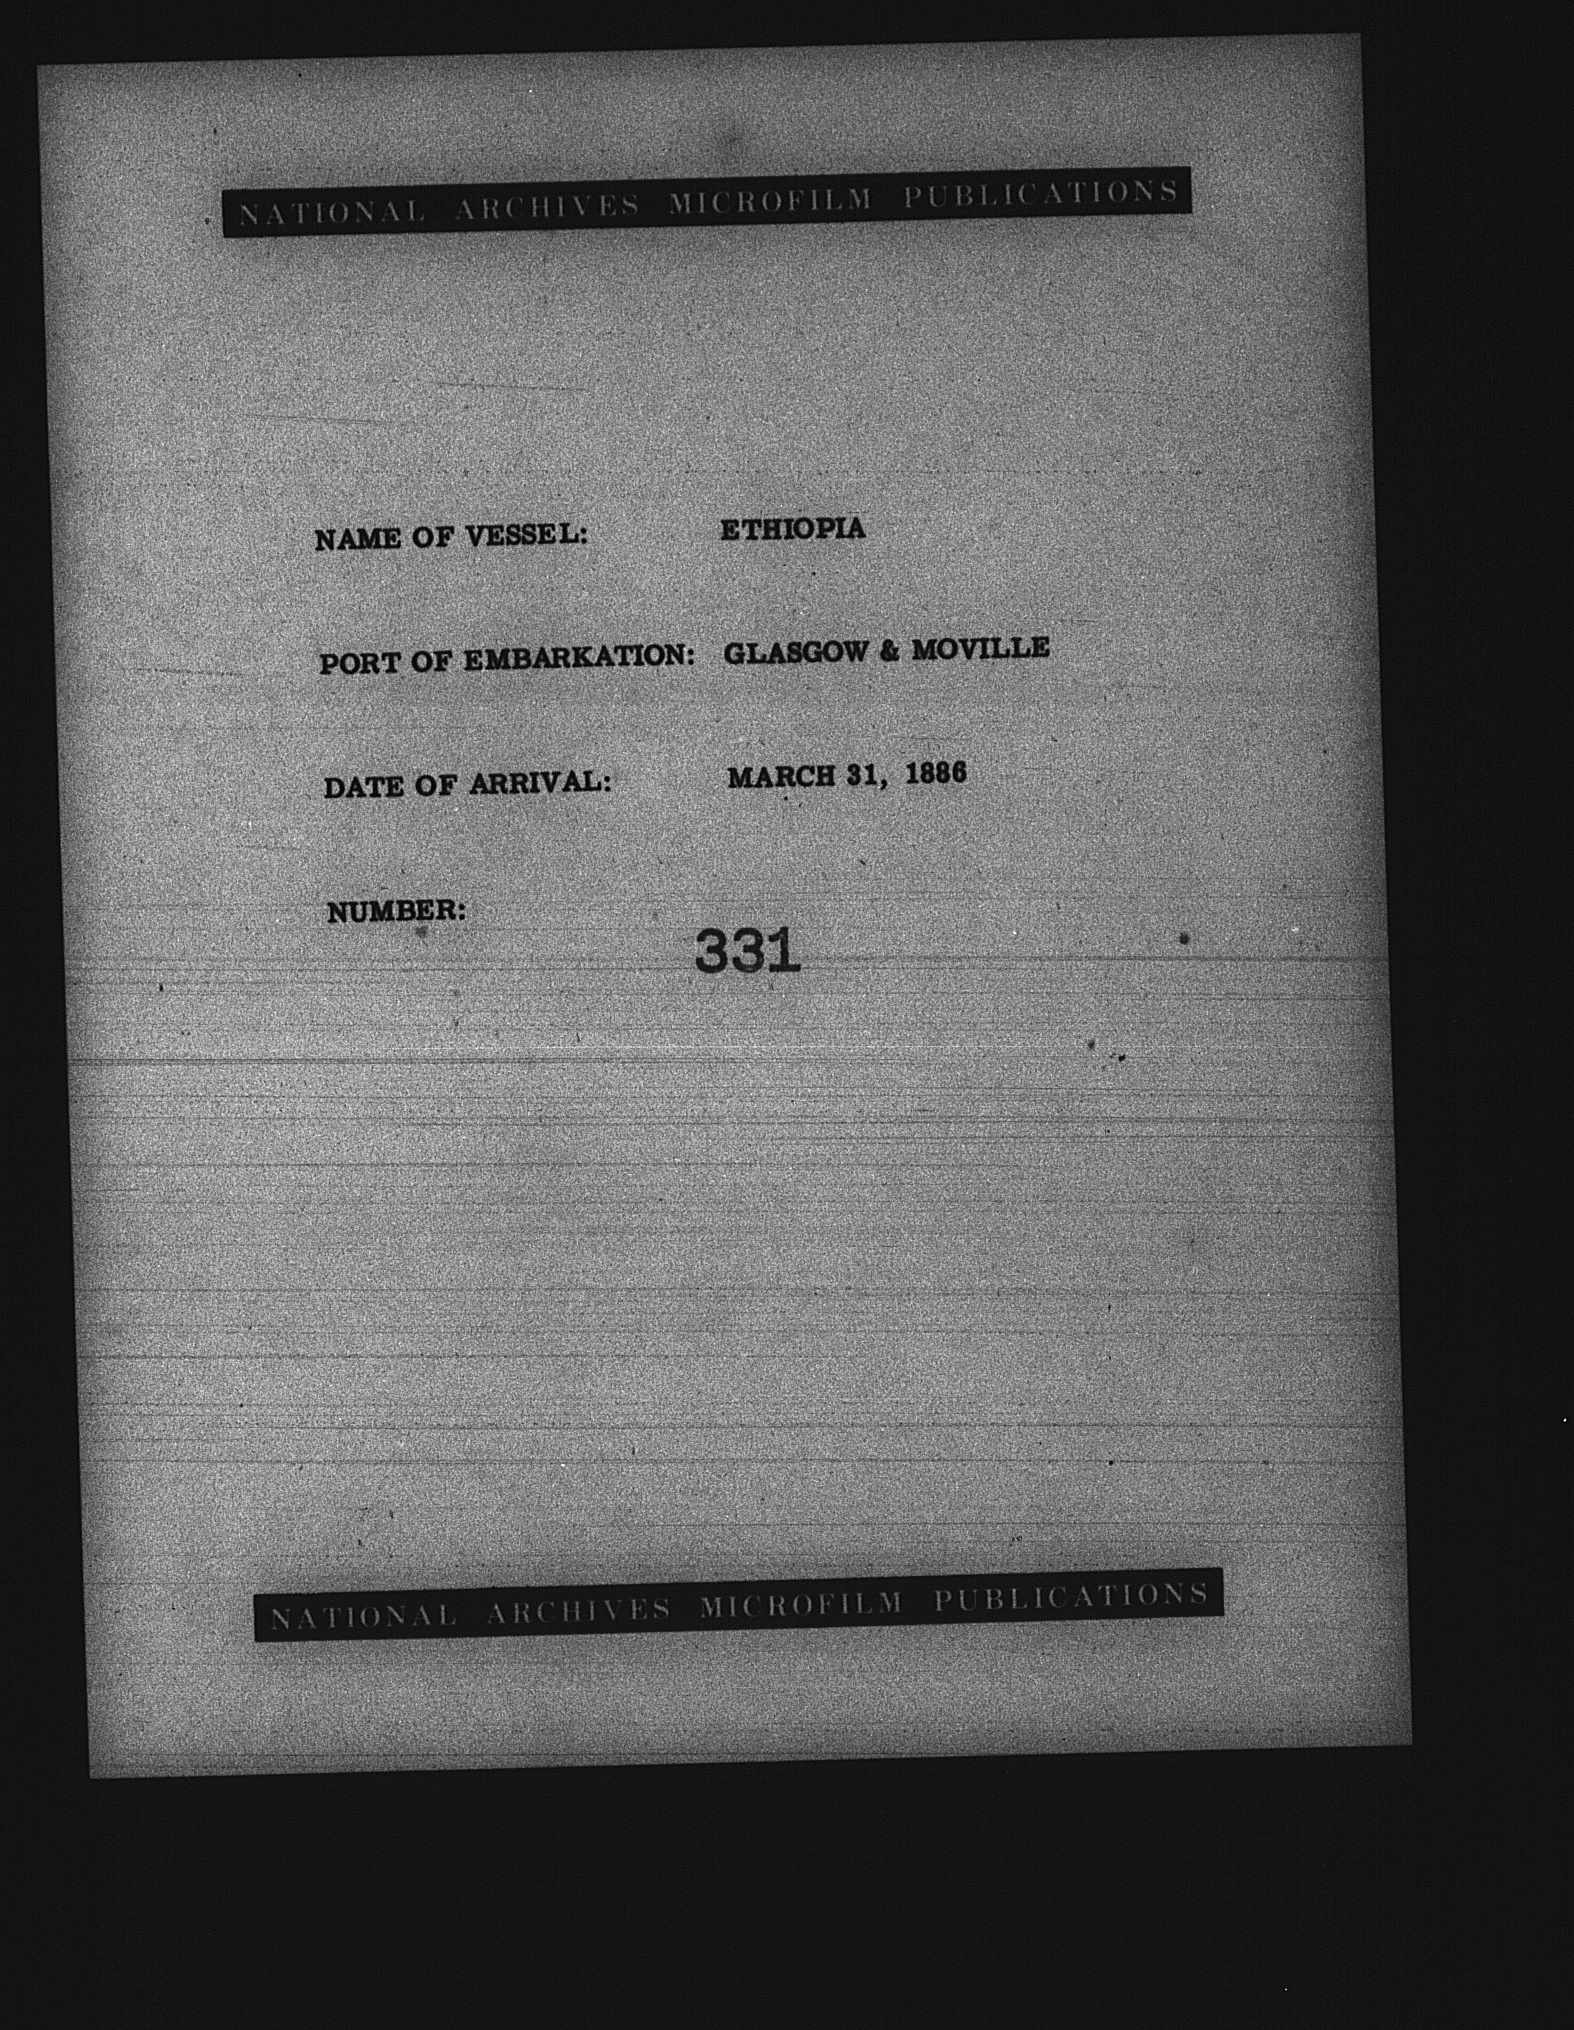 NATIONAL ARCHIVES MICROFILM PUBLICATIONS
NAME OF VESSEL: ETHIOPIA
PORT OF EMBARKATION: GLASGOW & MOVILLE
DATE OF ARRIVAL: MARCH 31, 1886
NUMBER:
331
NATIONAL ARCHIVES MICROFILM PUBLICATIONS